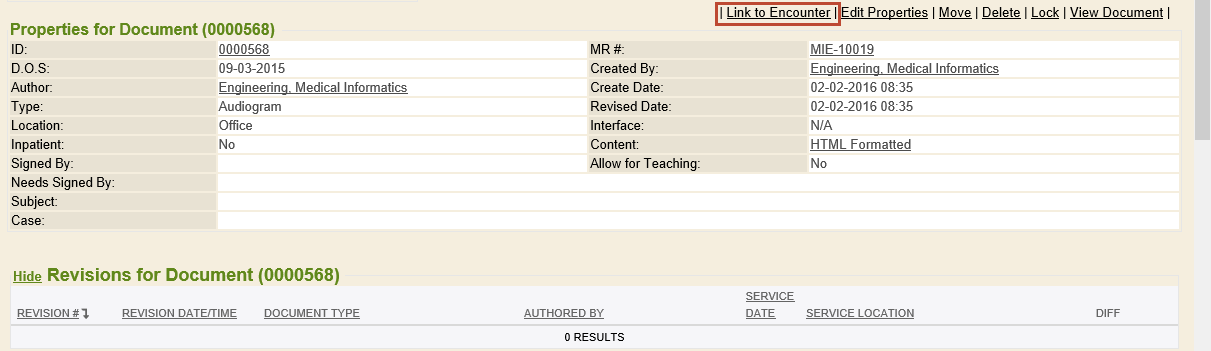 | Link to Encounter | Edit Properties | Move | Delete | Lock | View Document |
Properties for Document (0000568)
ID: 0000568 MR #: MIE-10019
D.O.S: 09-03-2015 Created By: Engineering, Medical Informatics
Author: Engineering, Medical Informatics Create Date: 02-02-2016 08:35
Type: Audiogram Revised Date: 02-02-2016 08:35
Location: Office Interface: N/A
Inpatient: No Content: HTML Formatted
Signed By: Allow for Teaching: No
Needs Signed By:
Subject:
Case:
Hide Revisions for Document (0000568)
REVISION # REVISION DATE/TIME DOCUMENT TYPE AUTHORED BY SERVICE DATE SERVICE LOCATION DIFF
0 RESULTS